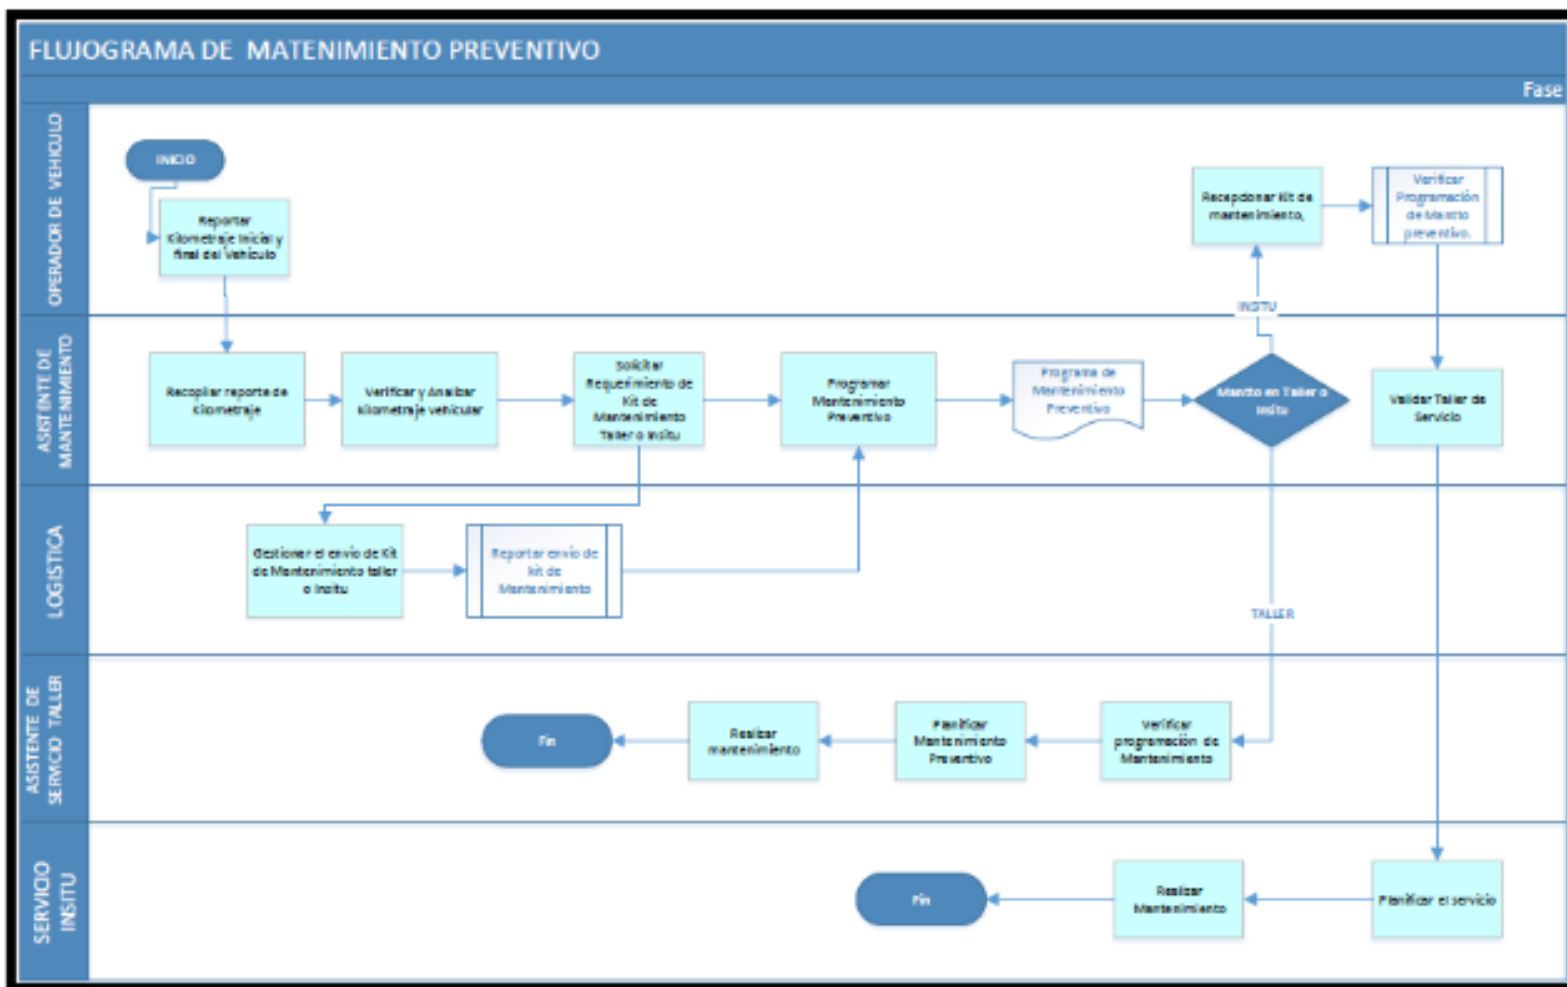 FLUJOGRAMA DE MATENIMIENTO PREVENTIVO
Fase
OPERADOR DE VEHICULO
INICIO
Reportar
Kilometraje Inicial y
final del Vehículo
Recepcionar Kit de
mantenimiento,
Verificar
Programación
de Mantto
preventivo.
INSITU
ASISTENTE DE
MANTENIMIENTO
Recopilar reporte de
Kilometraje
Verificar y Analizar
kilometraje vehicular
Solicitar
Requerimiento de
Kit de
Mantenimiento
Taller o Insitu
Programar
Mantenimiento
Preventivo
Programa de
Mantenimiento
Preventivo
Mantto en Taller o
Insitu
Validar Taller de
Servicio
LOGISTICA
Gestionar el envío de Kit
de Mantenimiento taller
o Insitu
Reportar envío de
kit de
Mantenimiento
TALLER
ASISTENTE DE
SERVICIO TALLER
Fin
Realizar
mantenimiento
Planificar
Mantenimiento
Preventivo
Verificar
programación de
Mantenimiento
SERVICIO
INSITU
Fin
Realizar
Mantenimiento
Planificar el servicio